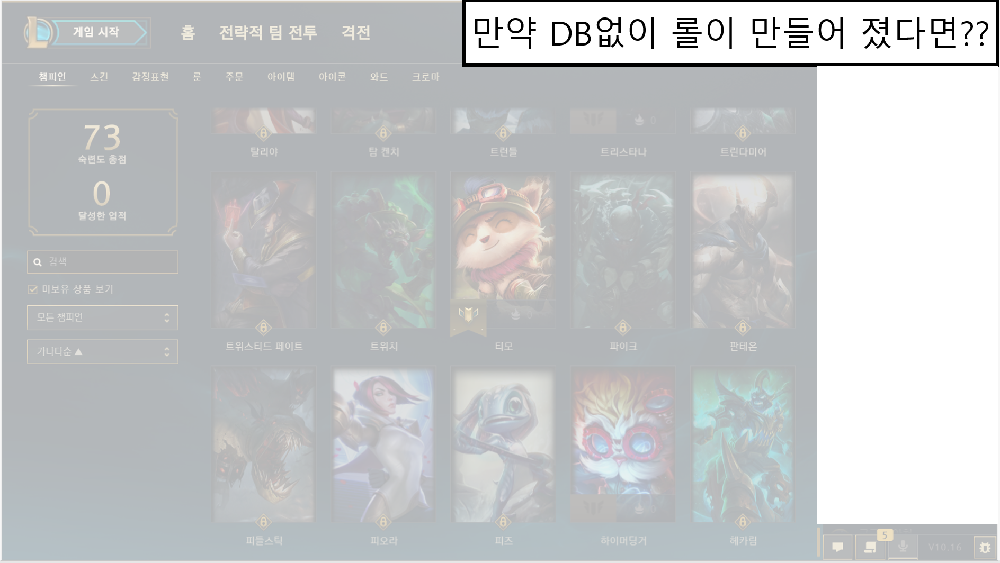 만약 DB없이 롤이 만들어 졌다면??
게임 시작
홈 전략적 팀 전투 격전
챔피언 스킨 감정표현 룬 주문 아이템 아이콘 와드 크로마
73
숙련도 총점
0
달성한 업적
검색
미보유 상품 보기
모든 챔피언
가나다순 ▲
0
탈리야 탐 켄치 트런들 트리스타나 트린다미어
0
트위스티드 페이트 트위치 티모 파이크 판테온
0
피들스틱 피오라 피즈 하이머딩거 헤카림
5
V10.16